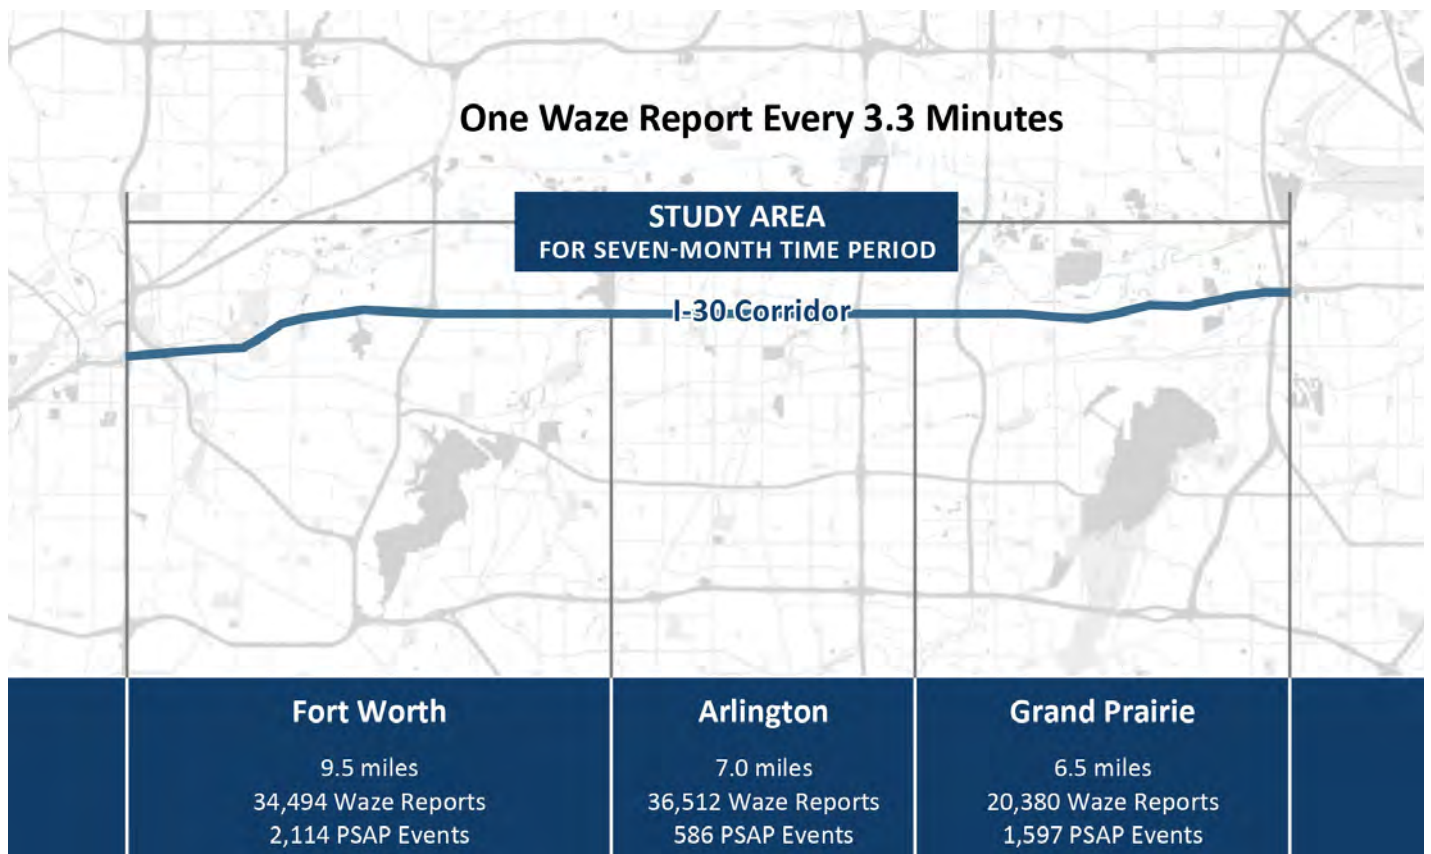 One Waze Report Every 3.3 Minutes
STUDY AREA
FOR SEVEN-MONTH TIME PERIOD
I-30 Corridor
Fort Worth
9.5 miles
34,494 Waze Reports
2,114 PSAP Events
Arlington
7.0 miles
36,512 Waze Reports
586 PSAP Events
Grand Prairie
6.5 miles
20,380 Waze Reports
1,597 PSAP Events